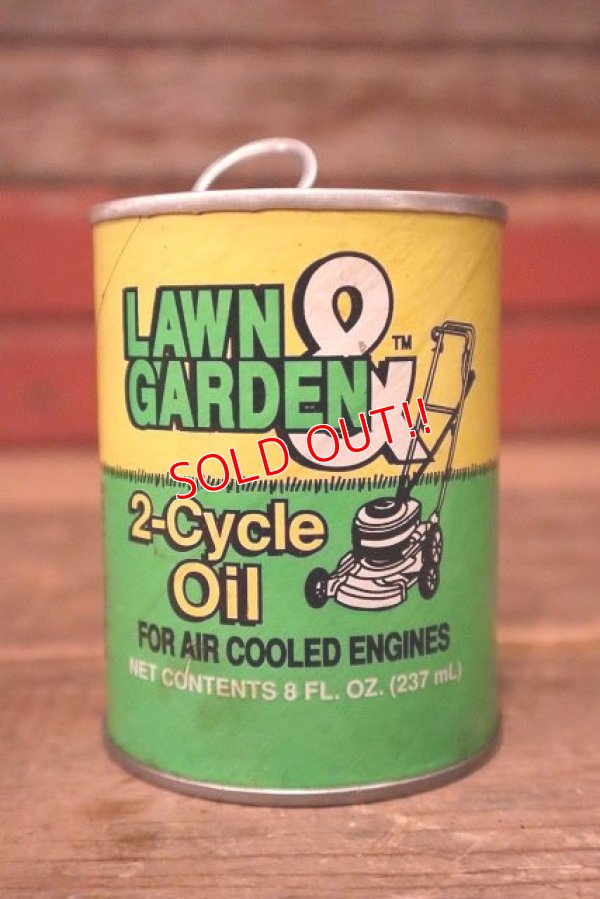 LAWN &
GARDEN
TM
SOLD OUT!!
2-Cycle
Oil
FOR AIR COOLED ENGINES
NET CONTENTS 8 FL. OZ. (237 mL)